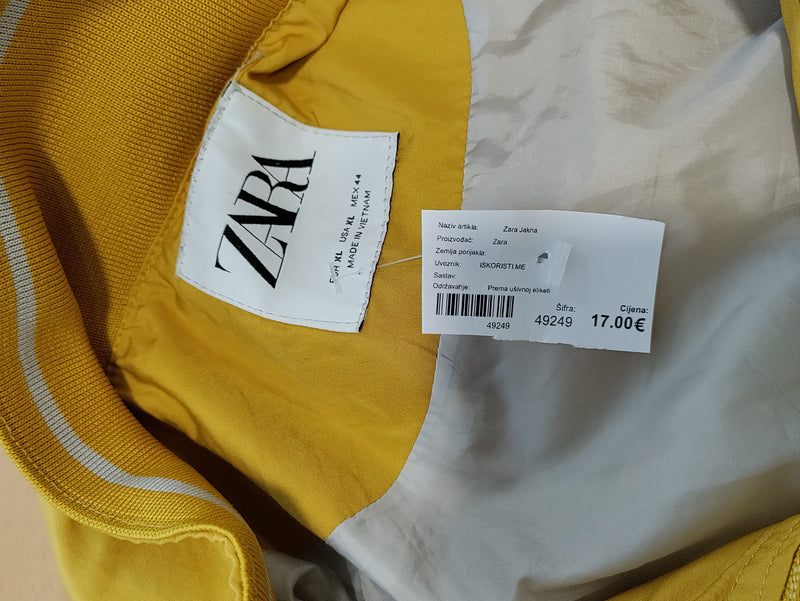 ZARA
EUR XL USA XL MEX 44
MADE IN VIETNAM
Naziv artikla: Zara Jakna
Proizvođač: Zara
Zemlja porijekla:
Uvoznik: ISKORISTI.ME
Sastav:
Održavanje: Prema ušivnoj etiketi
49249
Šifra:
49249
Cijena:
17.00€